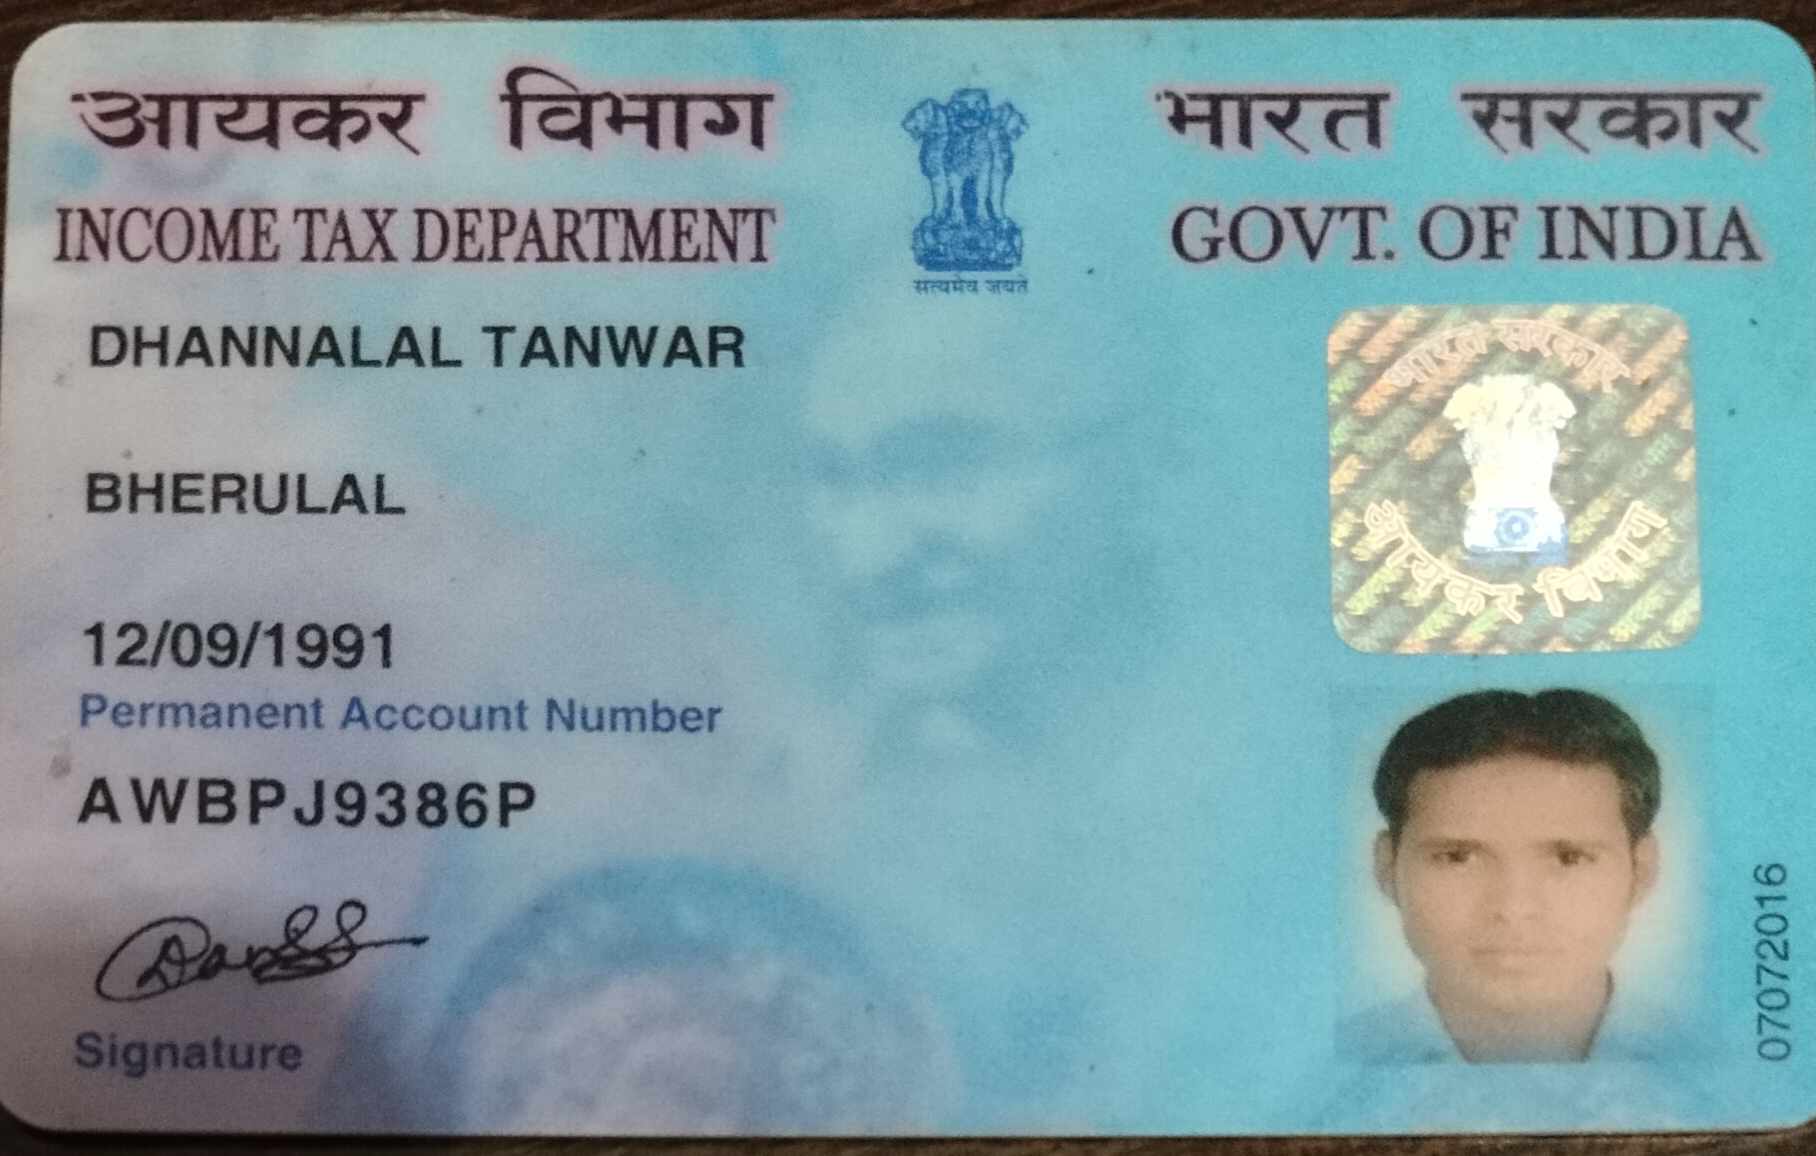 आयकर विभाग
भारत सरकार
INCOME TAX DEPARTMENT
GOVT. OF INDIA
सत्यमेव जयते
DHANNALAL TANWAR
भारत सरकार
BHERULAL
आयकर विभाग
12/09/1991
Permanent Account Number
AWBPJ9386P
Signature
07072016